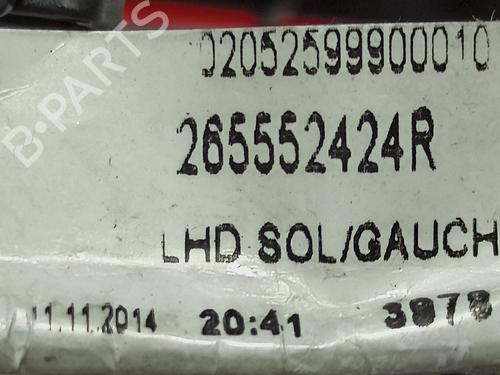 B-PARTS
02052599900010
265552424R
LHD SOL/GAUCH
11.11.2014 20:41 3878